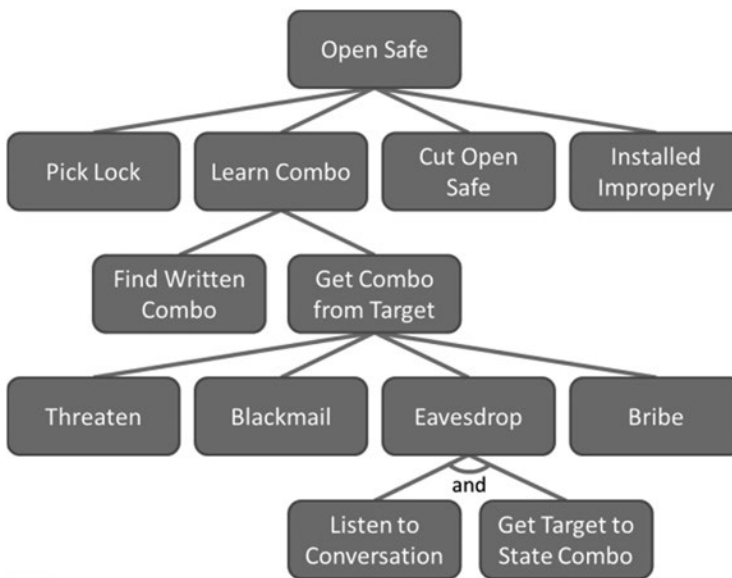 Open Safe
Pick Lock
Learn Combo
Cut Open
Safe
Installed
Improperly
Find Written
Combo
Get Combo
from Target
Threaten
Blackmail
Eavesdrop
Bribe
and
Listen to
Conversation
Get Target to
State Combo